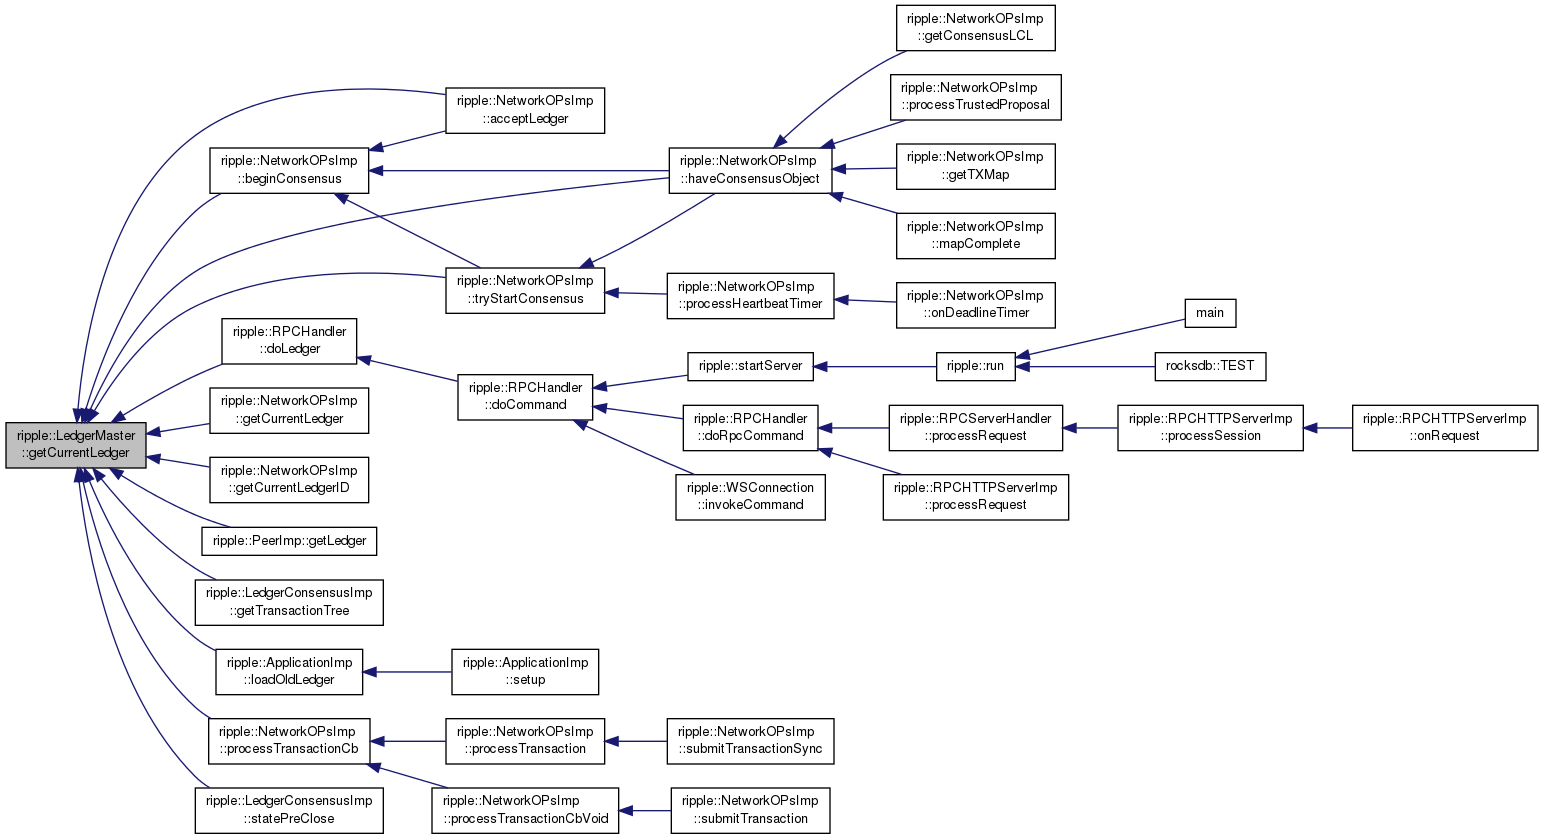 ripple::NetworkOPsImp
::getConsensusLCL
ripple::NetworkOPsImp
::processTrustedProposal
ripple::NetworkOPsImp
::acceptLedger
ripple::NetworkOPsImp
::beginConsensus
ripple::NetworkOPsImp
::haveConsensusObject
ripple::NetworkOPsImp
::getTXMap
ripple::NetworkOPsImp
::mapComplete
ripple::NetworkOPsImp
::tryStartConsensus
ripple::NetworkOPsImp
::processHeartbeatTimer
ripple::NetworkOPsImp
::onDeadlineTimer
main
ripple::RPCHandler
::doLedger
ripple::startServer
ripple::run
rocksdb::TEST
ripple::RPCHandler
::doCommand
ripple::NetworkOPsImp
::getCurrentLedger
ripple::RPCHandler
::doRpcCommand
ripple::RPCServerHandler
::processRequest
ripple::RPCHTTPServerImp
::processSession
ripple::RPCHTTPServerImp
::onRequest
ripple::LedgerMaster
::getCurrentLedger
ripple::NetworkOPsImp
::getCurrentLedgerID
ripple::WSConnection
::invokeCommand
ripple::RPCHTTPServerImp
::processRequest
ripple::PeerImp::getLedger
ripple::LedgerConsensusImp
::getTransactionTree
ripple::ApplicationImp
::loadOldLedger
ripple::ApplicationImp
::setup
ripple::NetworkOPsImp
::processTransactionCb
ripple::NetworkOPsImp
::processTransaction
ripple::NetworkOPsImp
::submitTransactionSync
ripple::LedgerConsensusImp
::statePreClose
ripple::NetworkOPsImp
::processTransactionCbVoid
ripple::NetworkOPsImp
::submitTransaction